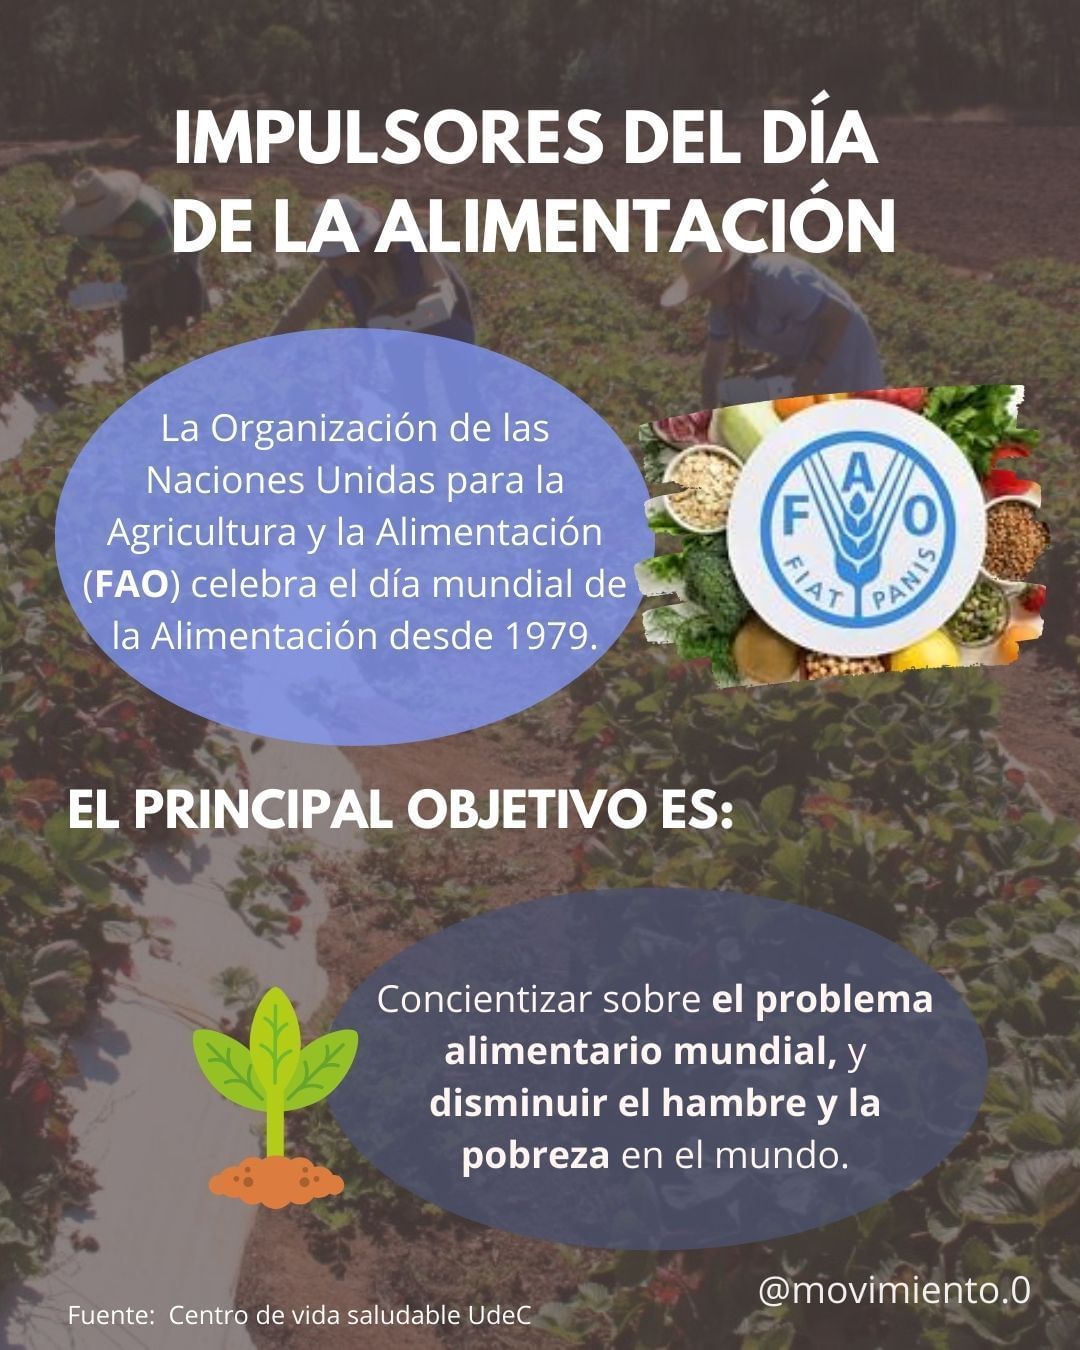 IMPULSORES DEL DÍA
DE LA ALIMENTACIÓN
La Organización de las
Naciones Unidas para la
Agricultura y la Alimentación
(FAO) celebra el día mundial de
la Alimentación desde 1979.
F A O
FIAT PANIS
EL PRINCIPAL OBJETIVO ES:
Concientizar sobre el problema
alimentario mundial, y
disminuir el hambre y la
pobreza en el mundo.
@movimiento.0
Fuente: Centro de vida saludable UdeC